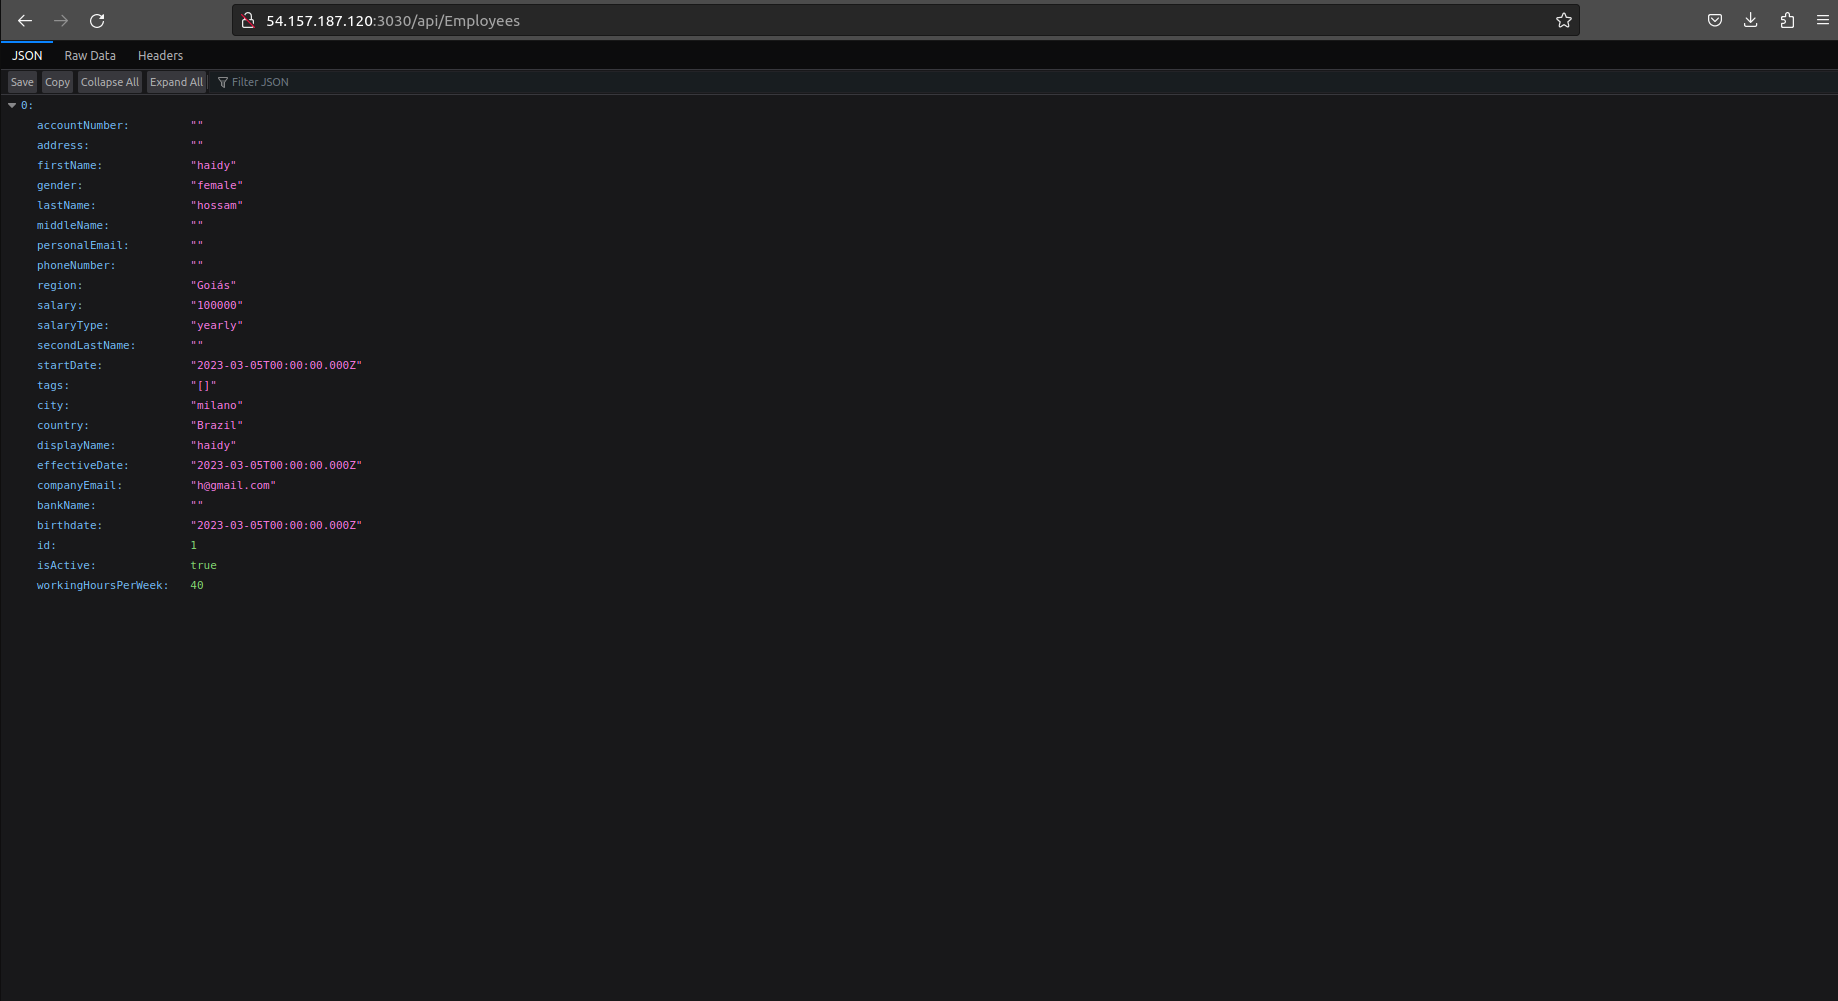 54.157.187.120:3030/api/Employees
JSON Raw Data Headers
Save Copy Collapse All Expand All Filter JSON
0:
accountNumber: ""
address: ""
firstName: "haidy"
gender: "female"
lastName: "hossam"
middleName: ""
personalEmail: ""
phoneNumber: ""
region: "Goiás"
salary: "100000"
salaryType: "yearly"
secondLastName: ""
startDate: "2023-03-05T00:00:00.000Z"
tags: "[]"
city: "milano"
country: "Brazil"
displayName: "haidy"
effectiveDate: "2023-03-05T00:00:00.000Z"
companyEmail: "h@gmail.com"
bankName: ""
birthdate: "2023-03-05T00:00:00.000Z"
id: 1
isActive: true
workingHoursPerWeek: 40